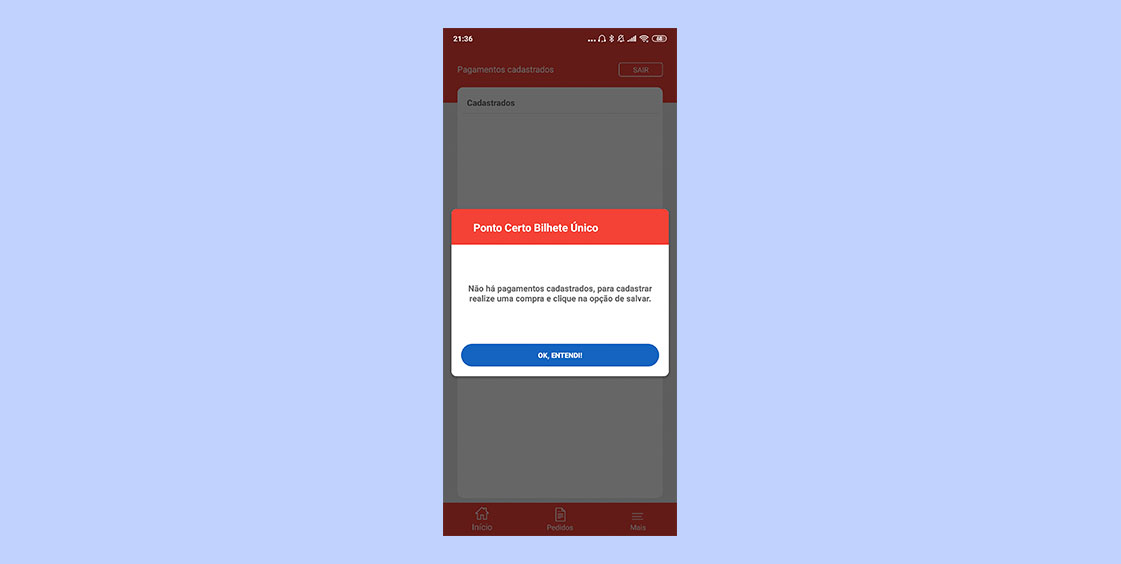 21:36
68
Pagamentos cadastrados
SAIR
Cadastrados
Ponto Certo Bilhete Único
Não há pagamentos cadastrados, para cadastrar
realize uma compra e clique na opção de salvar.
OK, ENTENDI!
Início
Pedidos
Mais